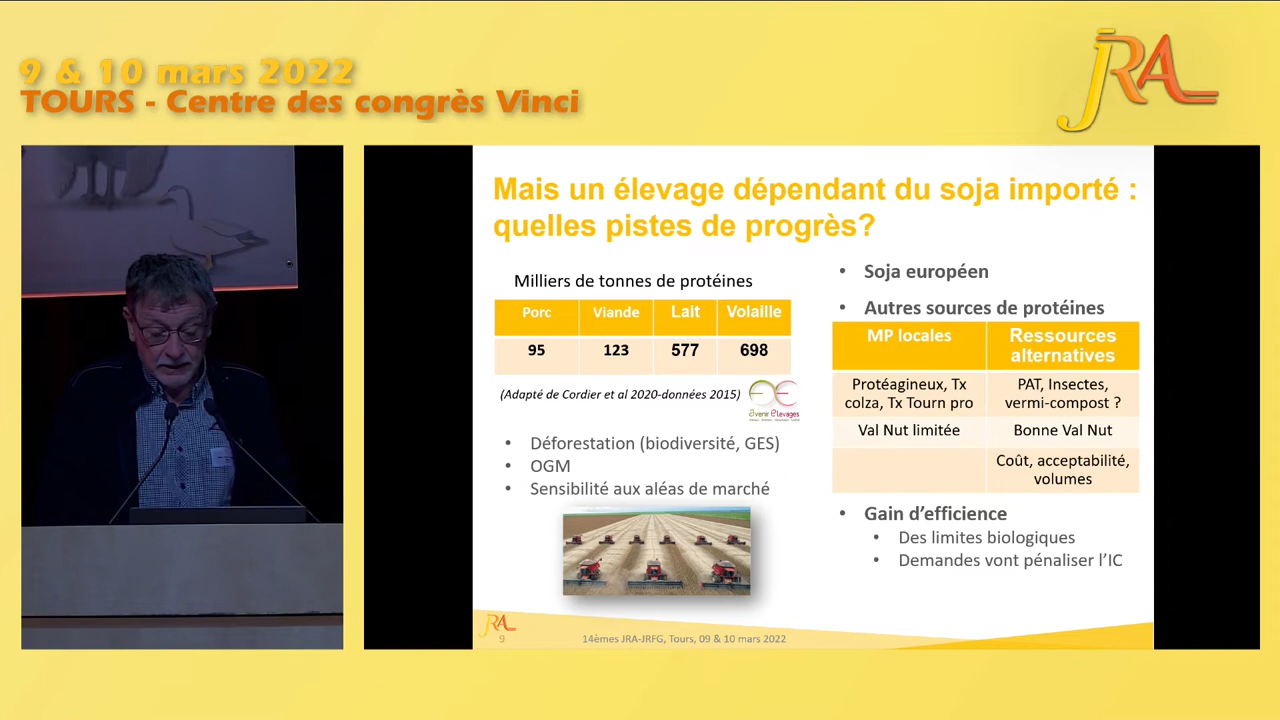 9 & 10 mars 2022
TOURS - Centre des congrès Vinci
JRA
Mais un élevage dépendant du soja importé :
quelles pistes de progrès?
Milliers de tonnes de protéines
Porc Viande Lait Volaille
95 123 577 698
(Adapté de Cordier et al 2020-données 2015)
avenir élevages
• Déforestation (biodiversité, GES)
• OGM
• Sensibilité aux aléas de marché
• Soja européen
• Autres sources de protéines
MP locales Ressources
alternatives
Protéagineux, Tx
colza, Tx Tourn pro
PAT, Insectes,
vermi-compost ?
Val Nut limitée Bonne Val Nut
Coût, acceptabilité,
volumes
• Gain d’efficience
• Des limites biologiques
• Demandes vont pénaliser l’IC
JRA
9
14èmes JRA-JRFG, Tours, 09 & 10 mars 2022